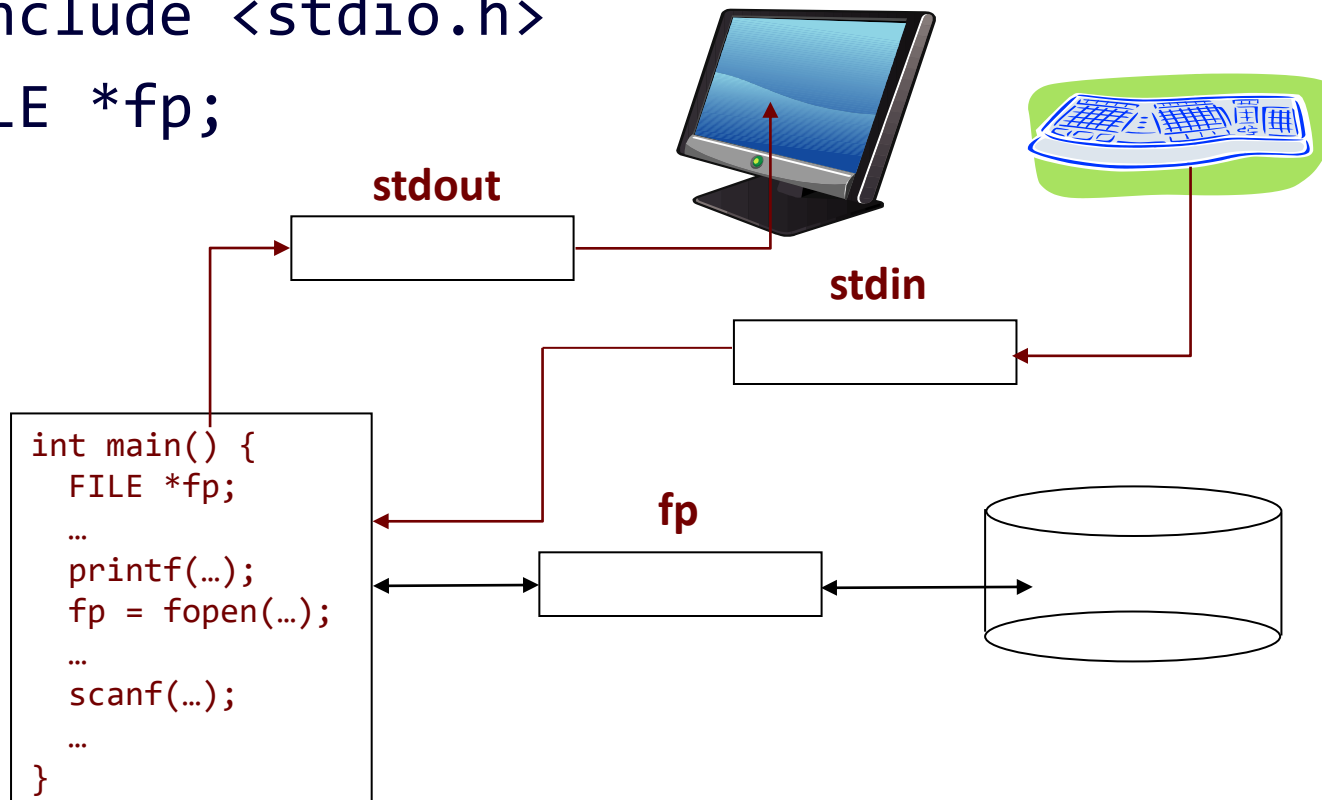 nclude <stdio.h>
LE *fp;
stdout
stdin
int main() {
FILE *fp;
…
printf(…);
fp = fopen(…);
…
scanf(…);
…
}
fp